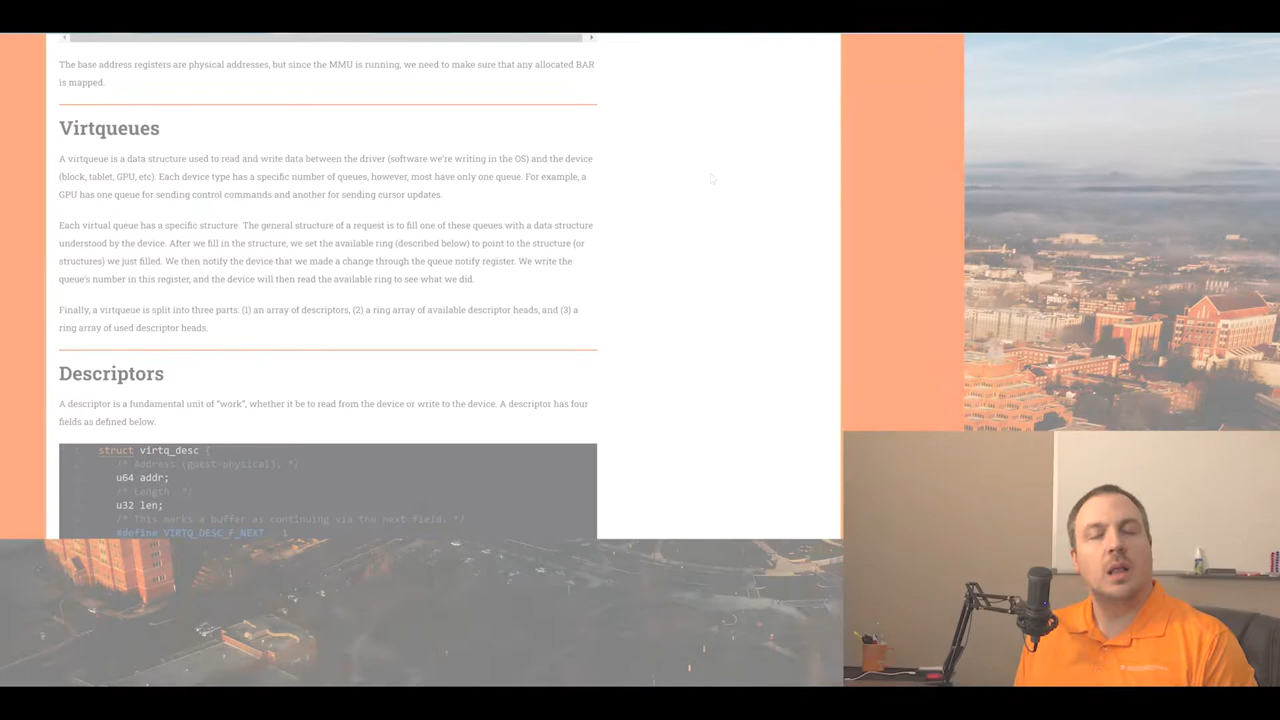 The base address registers are physical addresses, but since the MMU is running, we need to make sure that any allocated BAR
is mapped.
Virtqueues
A virtqueue is a data structure used to read and write data between the driver (software we're writing in the OS) and the device
(block, tablet, GPU, etc). Each device type has a specific number of queues, however, most have only one queue. For example, a
GPU has one queue for sending control commands and another for sending cursor updates.
Each virtual queue has a specific structure. The general structure of a request is to fill one of these queues with a data structure
understood by the device. After we fill in the structure, we set the available ring (described below) to point to the structure (or
structures) we just filled. We then notify the device that we made a change through the queue notify register. We write the
queue's number in this register, and the device will then read the available ring to see what we did.
Finally, a virtqueue is split into three parts: (1) an array of descriptors, (2) a ring array of available descriptor heads, and (3) a
ring array of used descriptor heads.
Descriptors
A descriptor is a fundamental unit of "work", whether it be to read from the device or write to the device. A descriptor has four
fields as defined below.
struct virtq_desc {
/* Address (guest-physical). */
u64 addr;
/* Length */
u32 len;
/* This marks a buffer as continuing via the next field. */
#define VIRTQ_DESC_F_NEXT 1